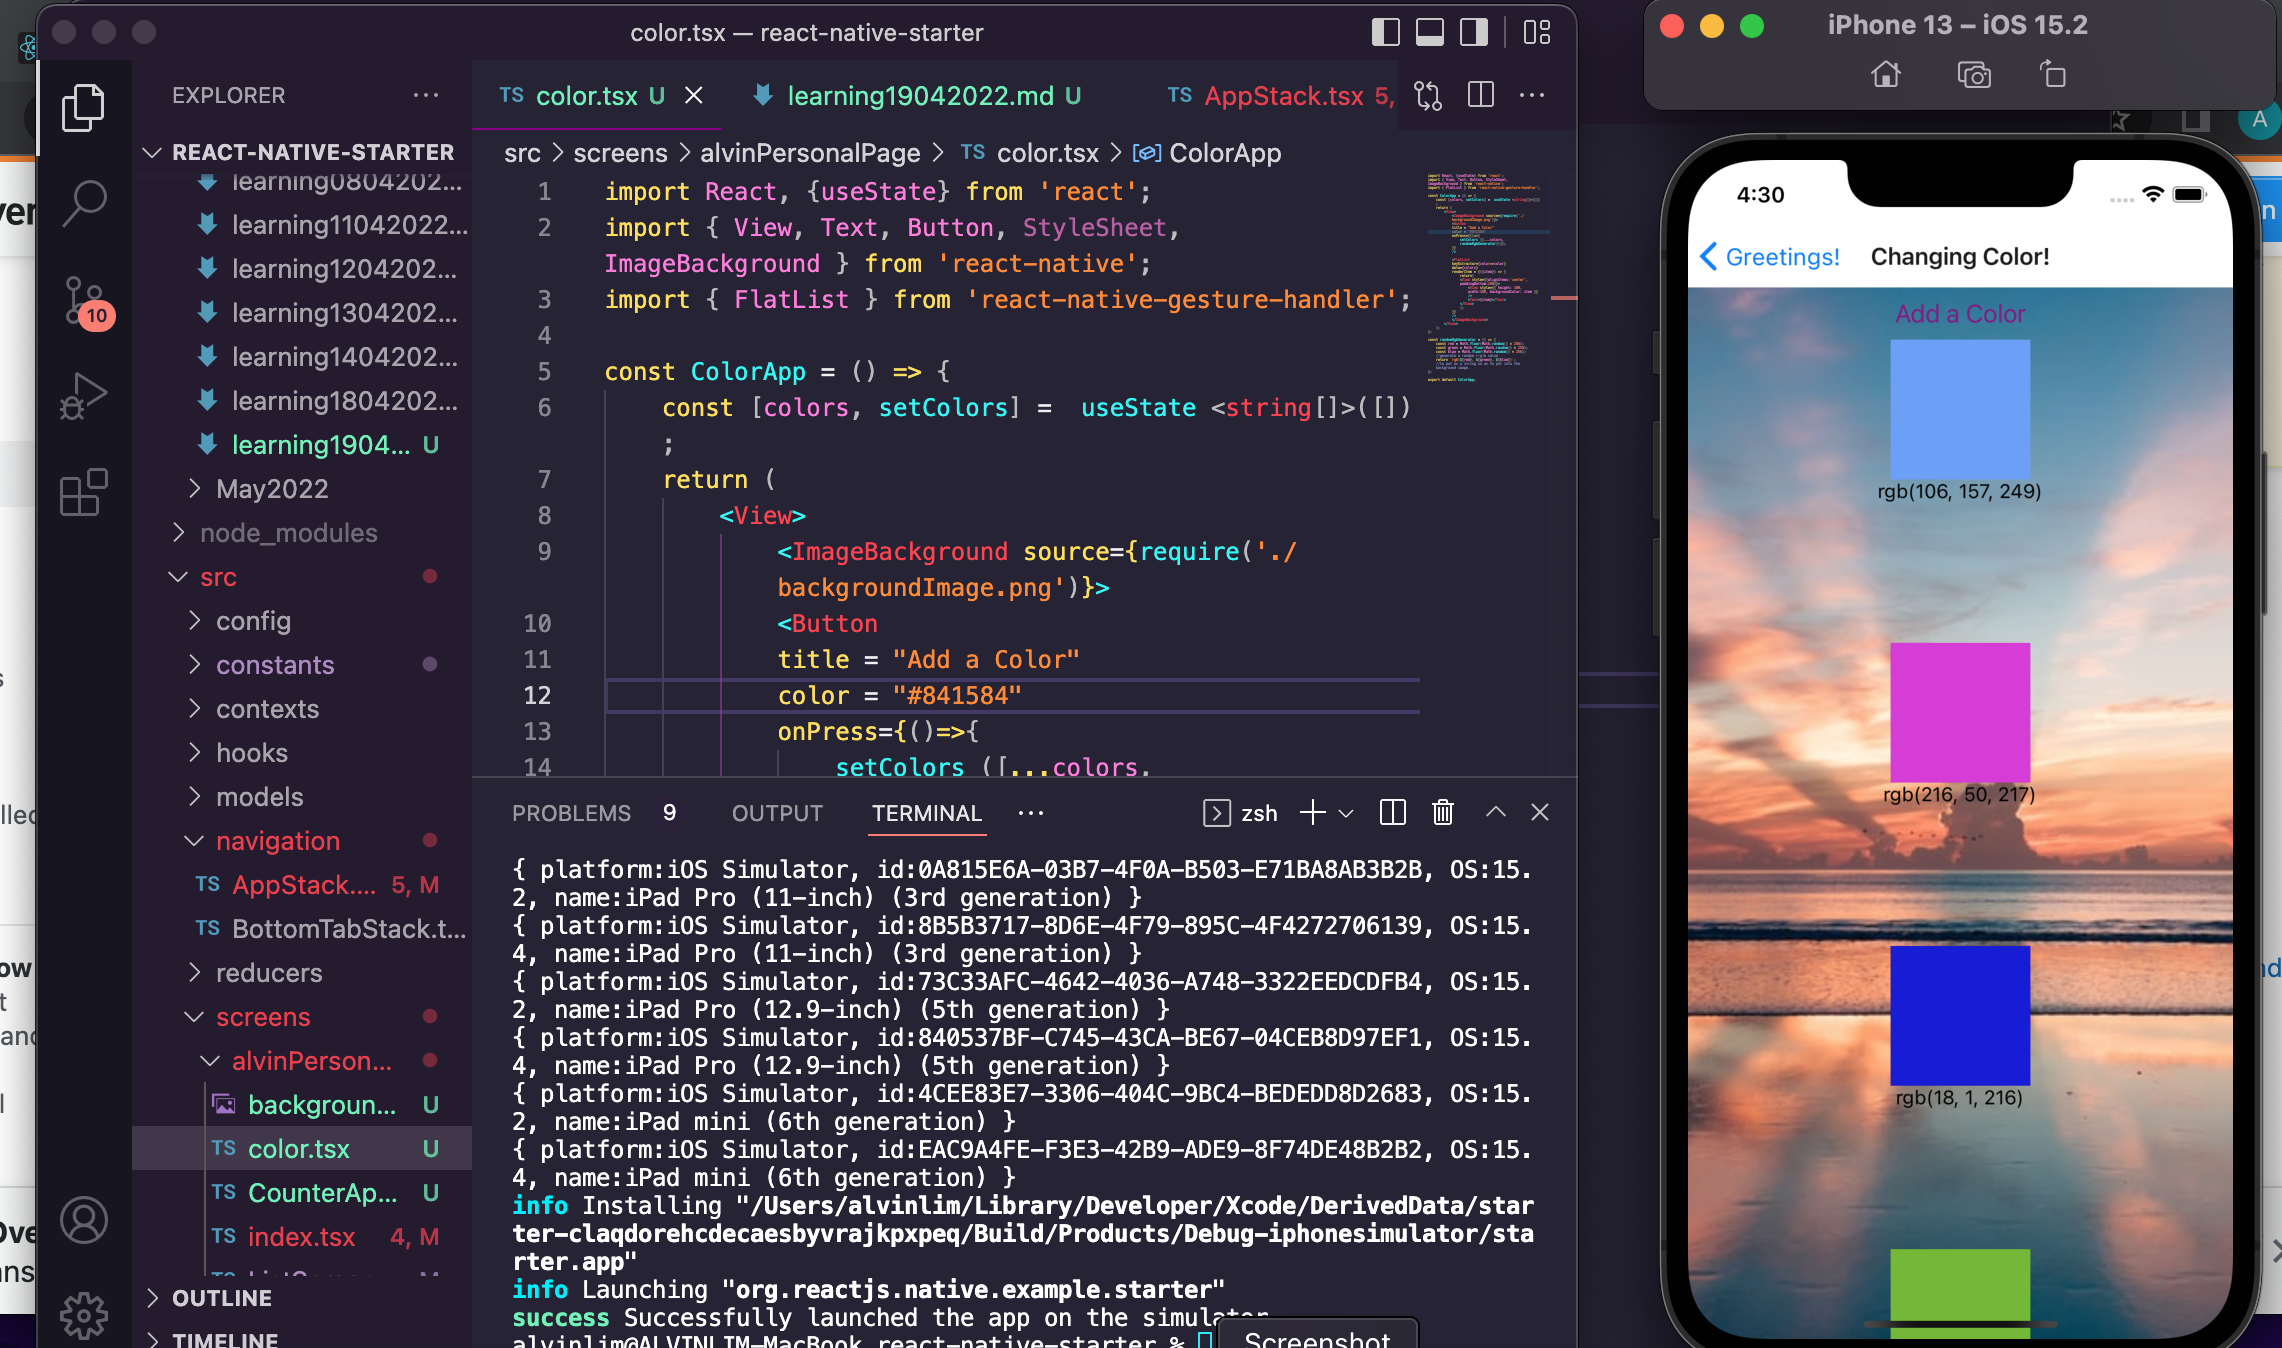 color.tsx — react-native-starter
iPhone 13 – iOS 15.2
EXPLORER
REACT-NATIVE-STARTER
learning0804202...
learning11042022...
learning1204202...
learning1304202...
learning1404202...
learning1804202...
learning1904... U
May2022
node_modules
src
config
constants
contexts
hooks
models
navigation
TS AppStack.... 5, M
TS BottomTabStack.t...
reducers
screens
alvinPerson...
backgroun... U
TS color.tsx U
TS CounterAp... U
TS index.tsx 4, M
OUTLINE
TIMELINE
10
TS color.tsx U
learning19042022.md U
TS AppStack.tsx 5,
src > screens > alvinPersonalPage > TS color.tsx > ColorApp
1 import React, {useState} from 'react';
2 import { View, Text, Button, StyleSheet,
ImageBackground } from 'react-native';
3 import { FlatList } from 'react-native-gesture-handler';
4
5 const ColorApp = () => {
6 const [colors, setColors] =  useState <string[]>([])
;
7 return (
8 <View>
9 <ImageBackground source={require('./
backgroundImage.png')}>
10 <Button
11 title = "Add a Color"
12 color = "#841584"
13 onPress={()=>{
14 setColors ([...colors,
PROBLEMS 9 OUTPUT TERMINAL ··· zsh
{ platform:iOS Simulator, id:0A815E6A-03B7-4F0A-B503-E71BA8AB3B2B, OS:15.
2, name:iPad Pro (11-inch) (3rd generation) }
{ platform:iOS Simulator, id:8B5B3717-8D6E-4F79-895C-4F4272706139, OS:15.
4, name:iPad Pro (11-inch) (3rd generation) }
{ platform:iOS Simulator, id:73C33AFC-4642-4036-A748-3322EEDCDFB4, OS:15.
2, name:iPad Pro (12.9-inch) (5th generation) }
{ platform:iOS Simulator, id:840537BF-C745-43CA-BE67-04CEB8D97EF1, OS:15.
4, name:iPad Pro (12.9-inch) (5th generation) }
{ platform:iOS Simulator, id:4CEE83E7-3306-404C-9BC4-BEDEDD8D2683, OS:15.
2, name:iPad mini (6th generation) }
{ platform:iOS Simulator, id:EAC9A4FE-F3E3-42B9-ADE9-8F74DE48B2B2, OS:15.
4, name:iPad mini (6th generation) }
info Installing "/Users/alvinlim/Library/Developer/Xcode/DerivedData/star
ter-claqdorehcdecaesbyvrajkpxpeq/Build/Products/Debug-iphonesimulator/sta
rter.app"
info Launching "org.reactjs.native.example.starter"
success Successfully launched the app on the simulator
alvinlim@ALVINLIM-MacBook react-native-starter %
Screenshot
4:30
Greetings! Changing Color!
Add a Color
rgb(106, 157, 249)
rgb(216, 50, 217)
rgb(18, 1, 216)
A